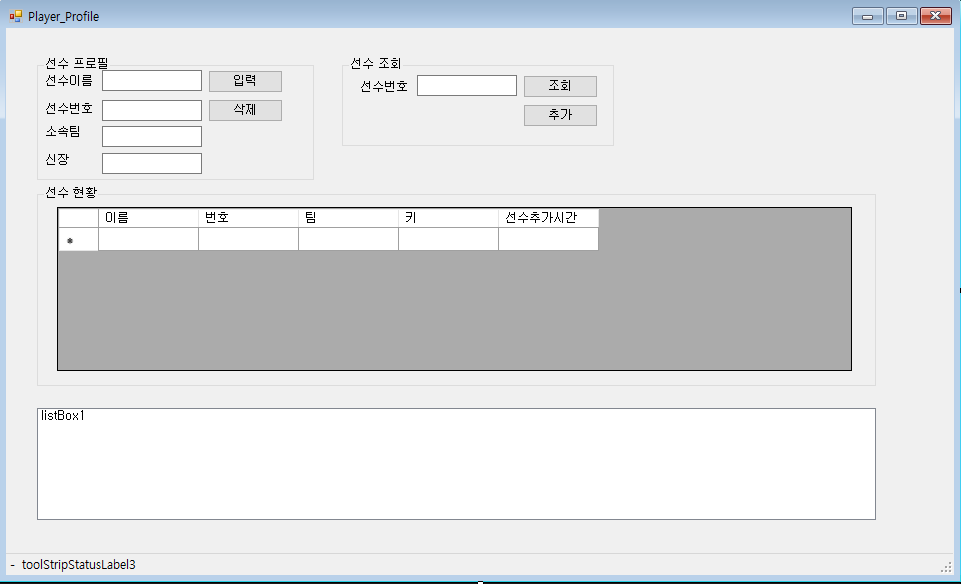 Player_Profile
선수 프로필
선수이름
입력
선수번호
삭제
소속팀
신장
선수 조회
선수번호
조회
추가
선수 현황
이름 번호 팀 키 선수추가시간
*
listBox1
- toolStripStatusLabel3